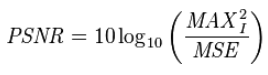 PSNR = 10 log₁₀ (MAX_I² / MSE)